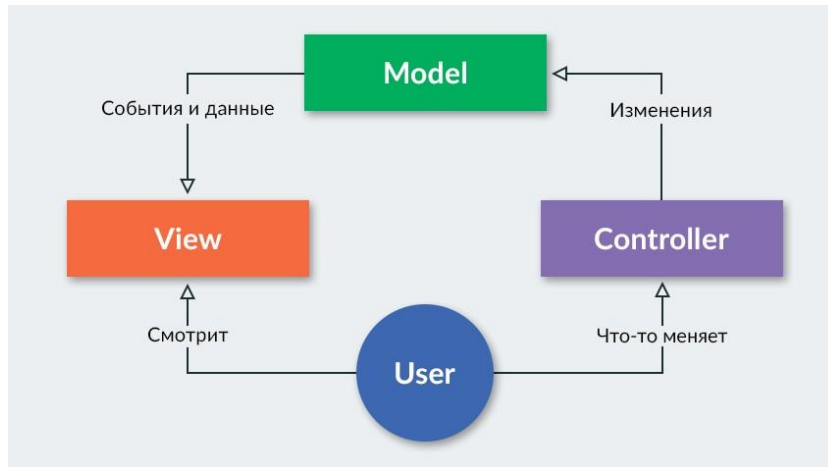 Model
События и данные
Изменения
View
Controller
Смотрит
Что-то меняет
User